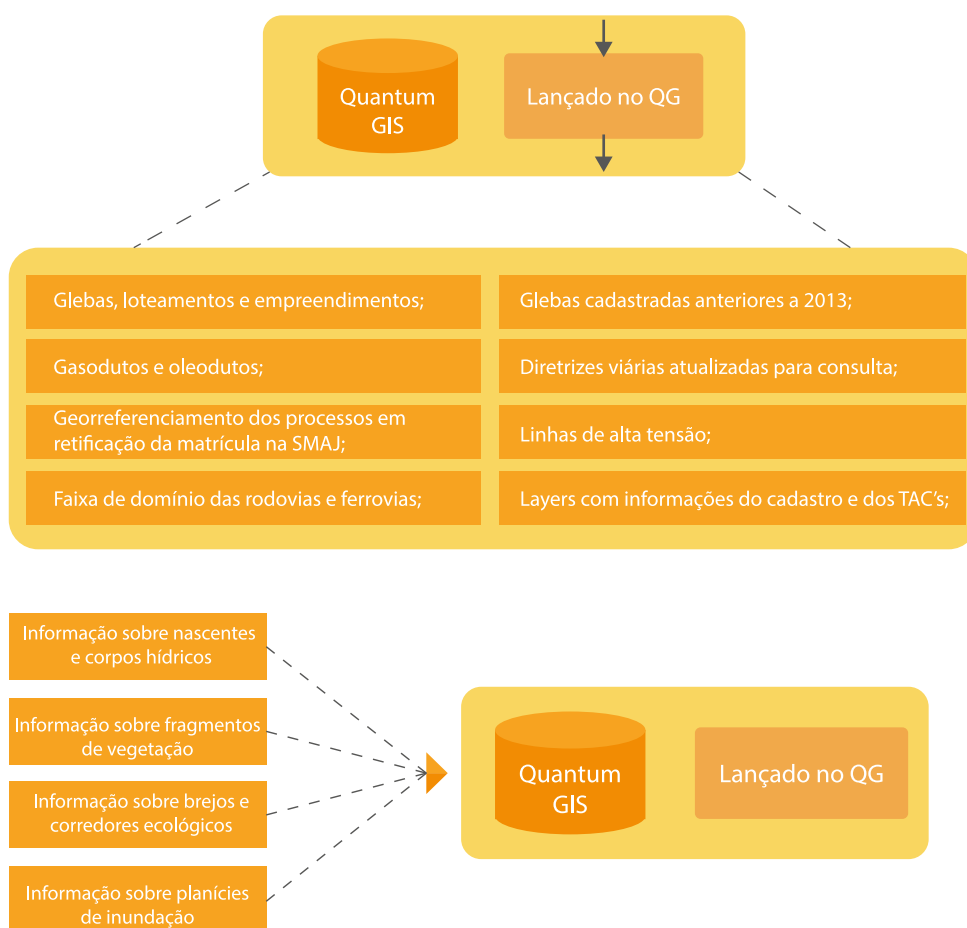 Quantum
GIS
Lançado no QG
Glebas, loteamentos e empreendimentos;
Glebas cadastradas anteriores a 2013;
Gasodutos e oleodutos;
Diretrizes viárias atualizadas para consulta;
Georreferenciamento dos processos em
retificação da matrícula na SMAJ;
Linhas de alta tensão;
Faixa de domínio das rodovias e ferrovias;
Layers com informações do cadastro e dos TAC's;
Informação sobre nascentes
e corpos hídricos
Informação sobre fragmentos
de vegetação
Informação sobre brejos e
corredores ecológicos
Informação sobre planícies
de inundação
Quantum
GIS
Lançado no QG